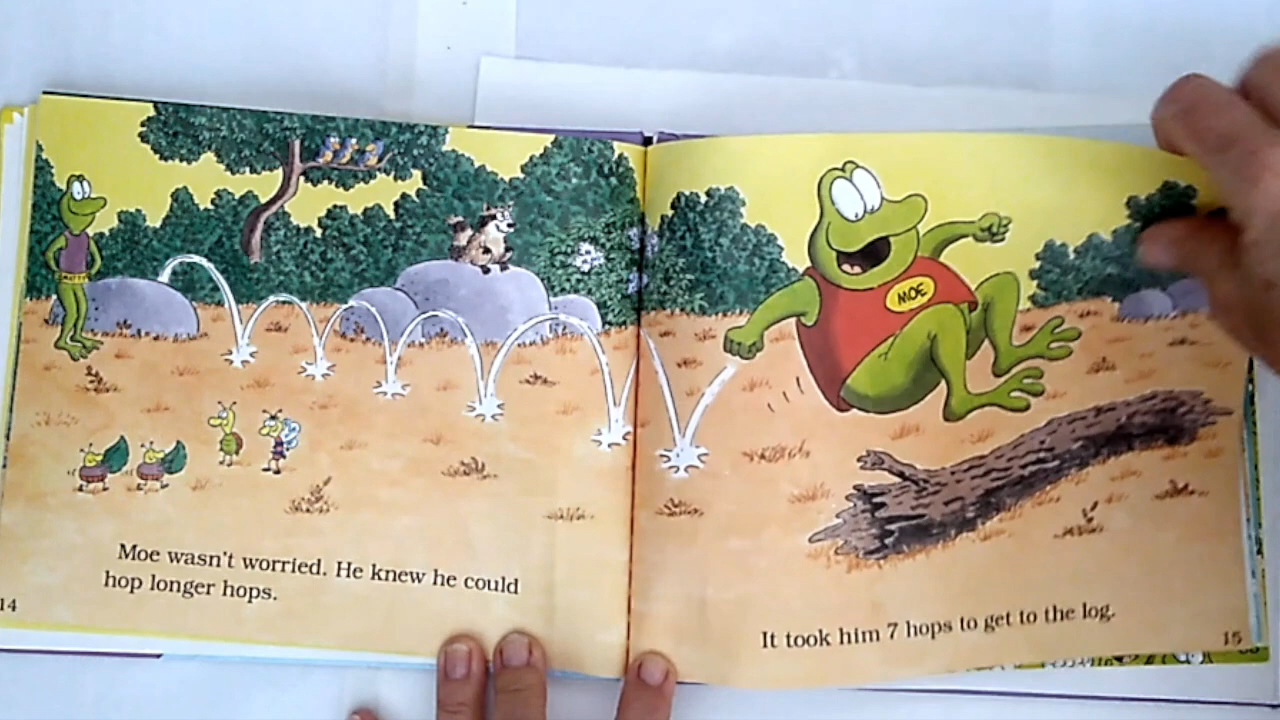 MATTY
MOE
Moe wasn't worried. He knew he could
hop longer hops.
14
It took him 7 hops to get to the log.
15